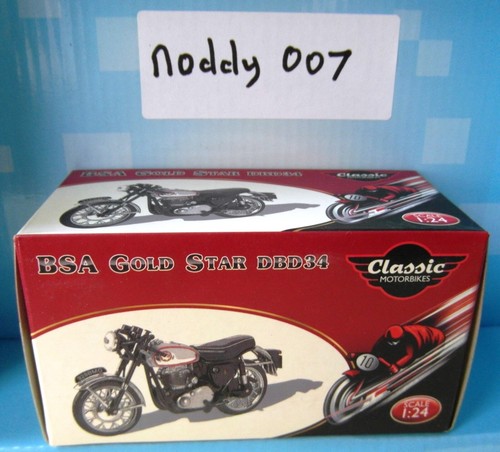 noddy 007
BSA GOLD STAR DBD34
Classic
1:24
BSA GOLD STAR DBD34
Classic
MOTORBIKES
10
SCALE
1:24